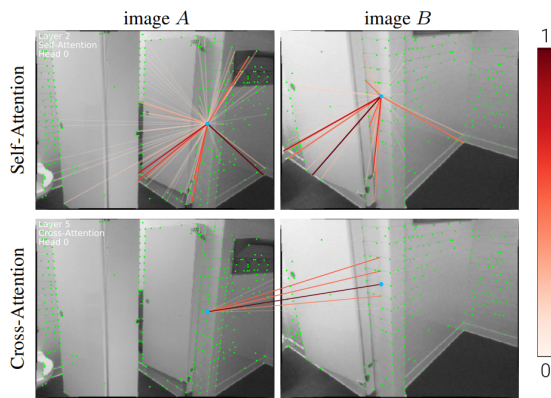 image A
image B
Layer 2
Self-Attention
Head 0
Self-Attention
Layer 5
Cross-Attention
Head 0
Cross-Attention
1
0